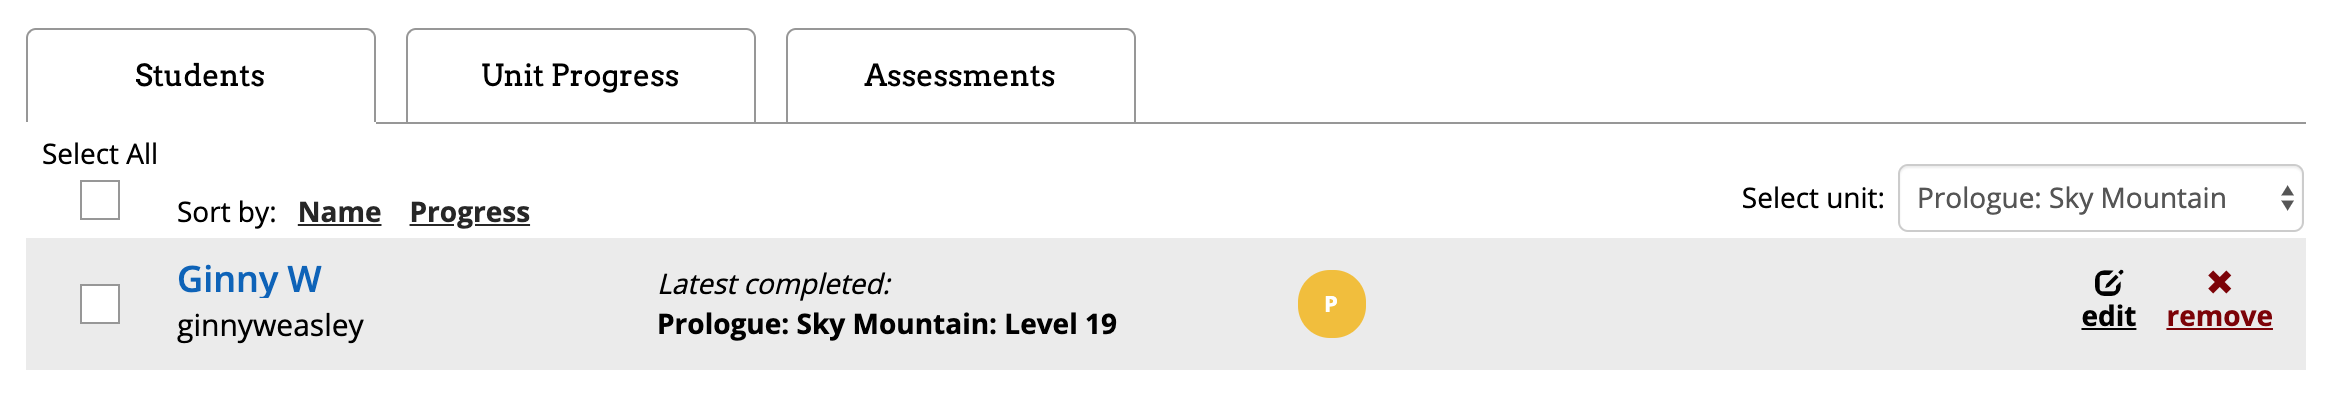 Students Unit Progress Assessments
Select All
Sort by: Name Progress
Select unit: Prologue: Sky Mountain
Ginny W
ginnyweasley
Latest completed:
Prologue: Sky Mountain: Level 19
P
edit
remove